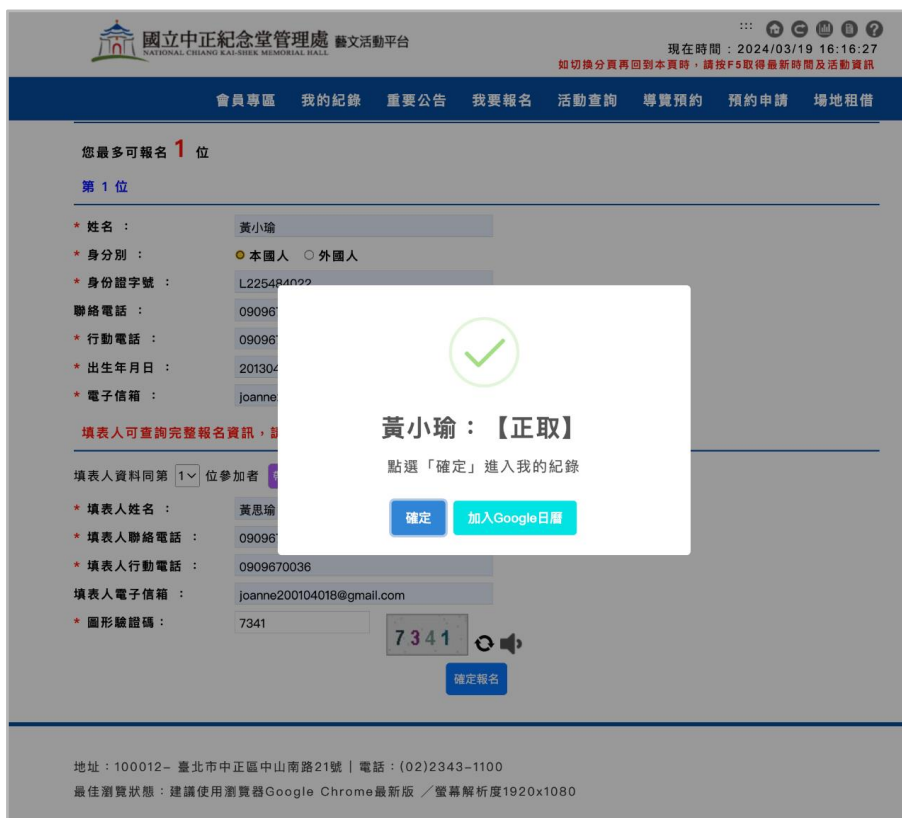 國立中正紀念堂管理處 藝文活動平台
NATIONAL CHIANG KAI-SHEK MEMORIAL HALL
現在時間 : 2024/03/19 16:16:27
如切換分頁再回到本頁時，請按F5取得最新時間及活動資訊
會員專區 我的紀錄 重要公告 我要報名 活動查詢 導覽預約 預約申請 場地租借
您最多可報名 1 位
第 1 位
* 姓名 ： 黃小瑜
* 身分別 ： 本國人 外國人
* 身份證字號 ： L225484022
聯絡電話 ： 09096
* 行動電話 ： 09096
* 出生年月日 ： 201304
* 電子信箱 ： joanne
填表人可查詢完整報名資訊，
黃小瑜：【正取】
點選「確定」進入我的紀錄
確定 加入Google日曆
填表人資料同第 1 位參加者
* 填表人姓名 ： 黃思瑜
* 填表人聯絡電話 ： 09096
* 填表人行動電話 ： 0909670036
填表人電子信箱 ： joanne200104018@gmail.com
* 圖形驗證碼： 7341 7341
確定報名
地址：100012– 臺北市中正區中山南路21號 | 電話：(02)2343–1100
最佳瀏覽狀態：建議使用瀏覽器Google Chrome最新版 ／螢幕解析度1920x1080